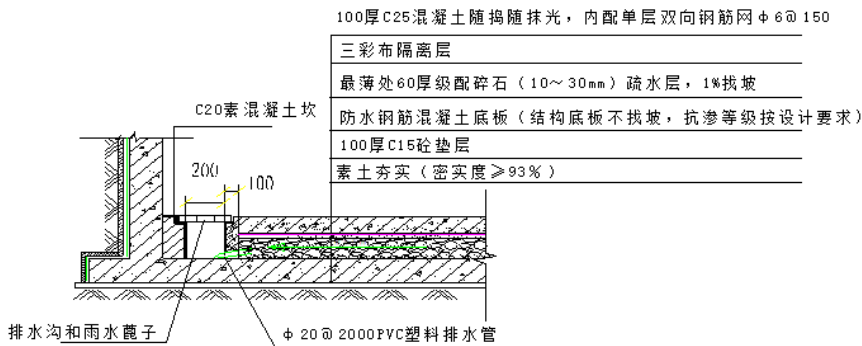 100厚C25混凝土随捣随抹光，内配单层双向钢筋网φ6@150
三彩布隔离层
最薄处60厚级配碎石（10～30mm）疏水层，1%找坡
C20素混凝土坎
防水钢筋混凝土底板（结构底板不找坡，抗渗等级按设计要求）
100厚C15砼垫层
素土夯实（密实度≥93%）
200
100
排水沟和雨水蓖子
φ20@2000PVC塑料排水管